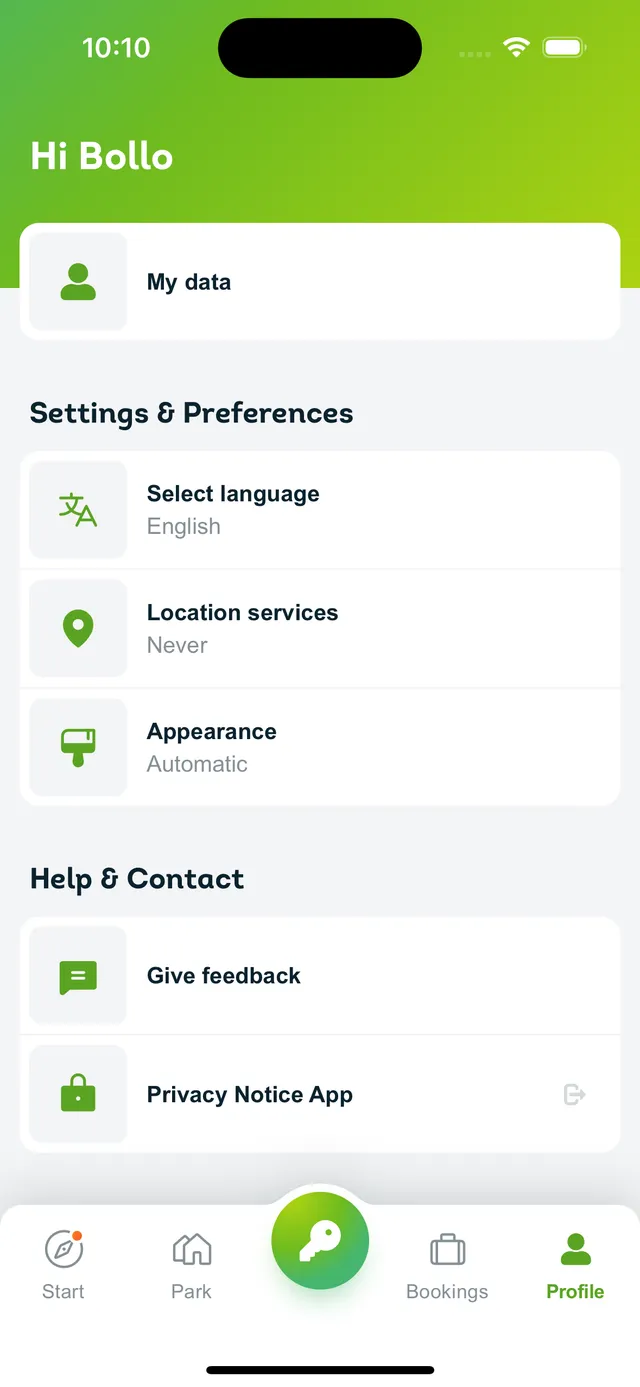 10:10
Hi Bollo
My data
Settings & Preferences
Select language
English
Location services
Never
Appearance
Automatic
Help & Contact
Give feedback
Privacy Notice App
Start
Park
Bookings
Profile